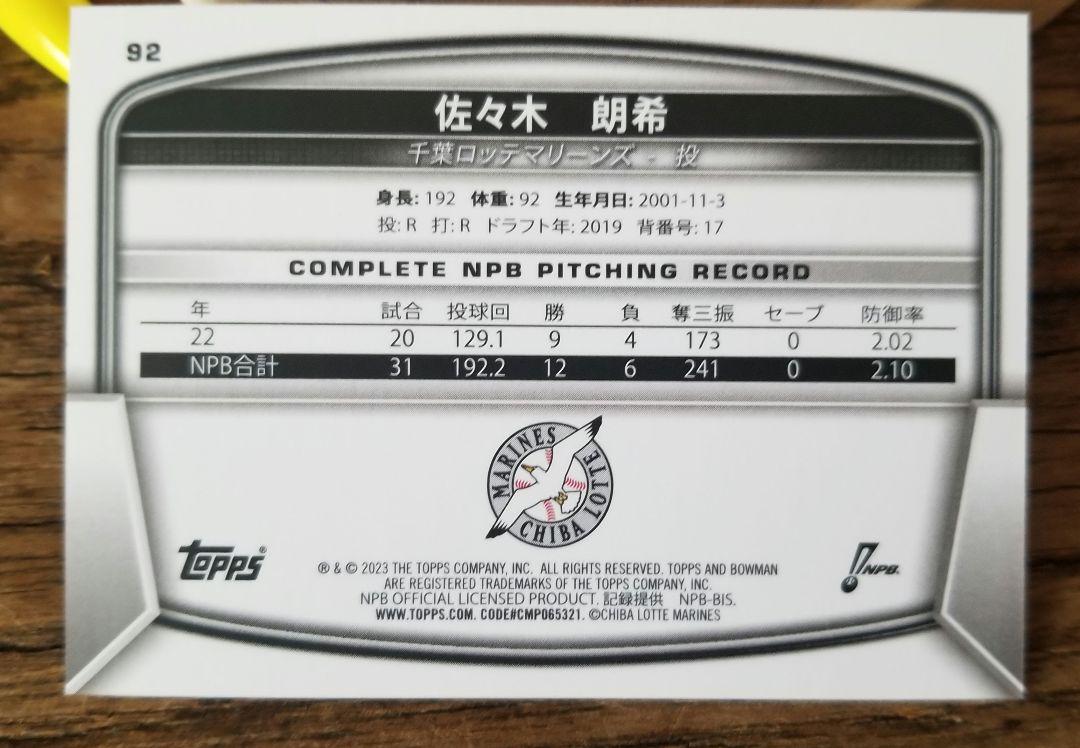 92
佐々木 朗希
千葉ロッテマリーンズ - 投
身長: 192 体重: 92 生年月日: 2001-11-3
投: R 打: R ドラフト年: 2019 背番号: 17
COMPLETE NPB PITCHING RECORD
年 試合 投球回 勝 負 奪三振 セーブ 防御率
22 20 129.1 9 4 173 0 2.02
NPB合計 31 192.2 12 6 241 0 2.10
MARINES
CHIBA LOTTE
topps®
NPB.
® & © 2023 THE TOPPS COMPANY, INC. ALL RIGHTS RESERVED. TOPPS AND BOWMAN
ARE REGISTERED TRADEMARKS OF THE TOPPS COMPANY, INC.
NPB OFFICIAL LICENSED PRODUCT. 記録提供 NPB-BIS.
WWW.TOPPS.COM. CODE#CMP065321. ©CHIBA LOTTE MARINES